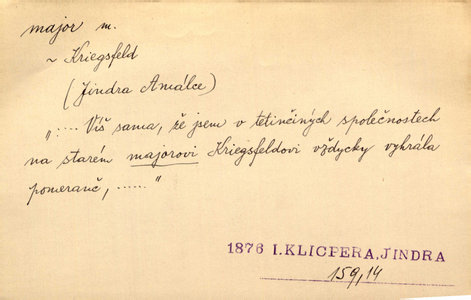 major m.
~ Kriegsfeld
(Jindra Amálce)
„.... Víš sama, že jsem v tetinčiných společnostech
na starém majorovi Kriegsfeldovi vždycky vyhrála
pomeranč, ......"
1876 I. KLICPERA, JINDRA
159,14